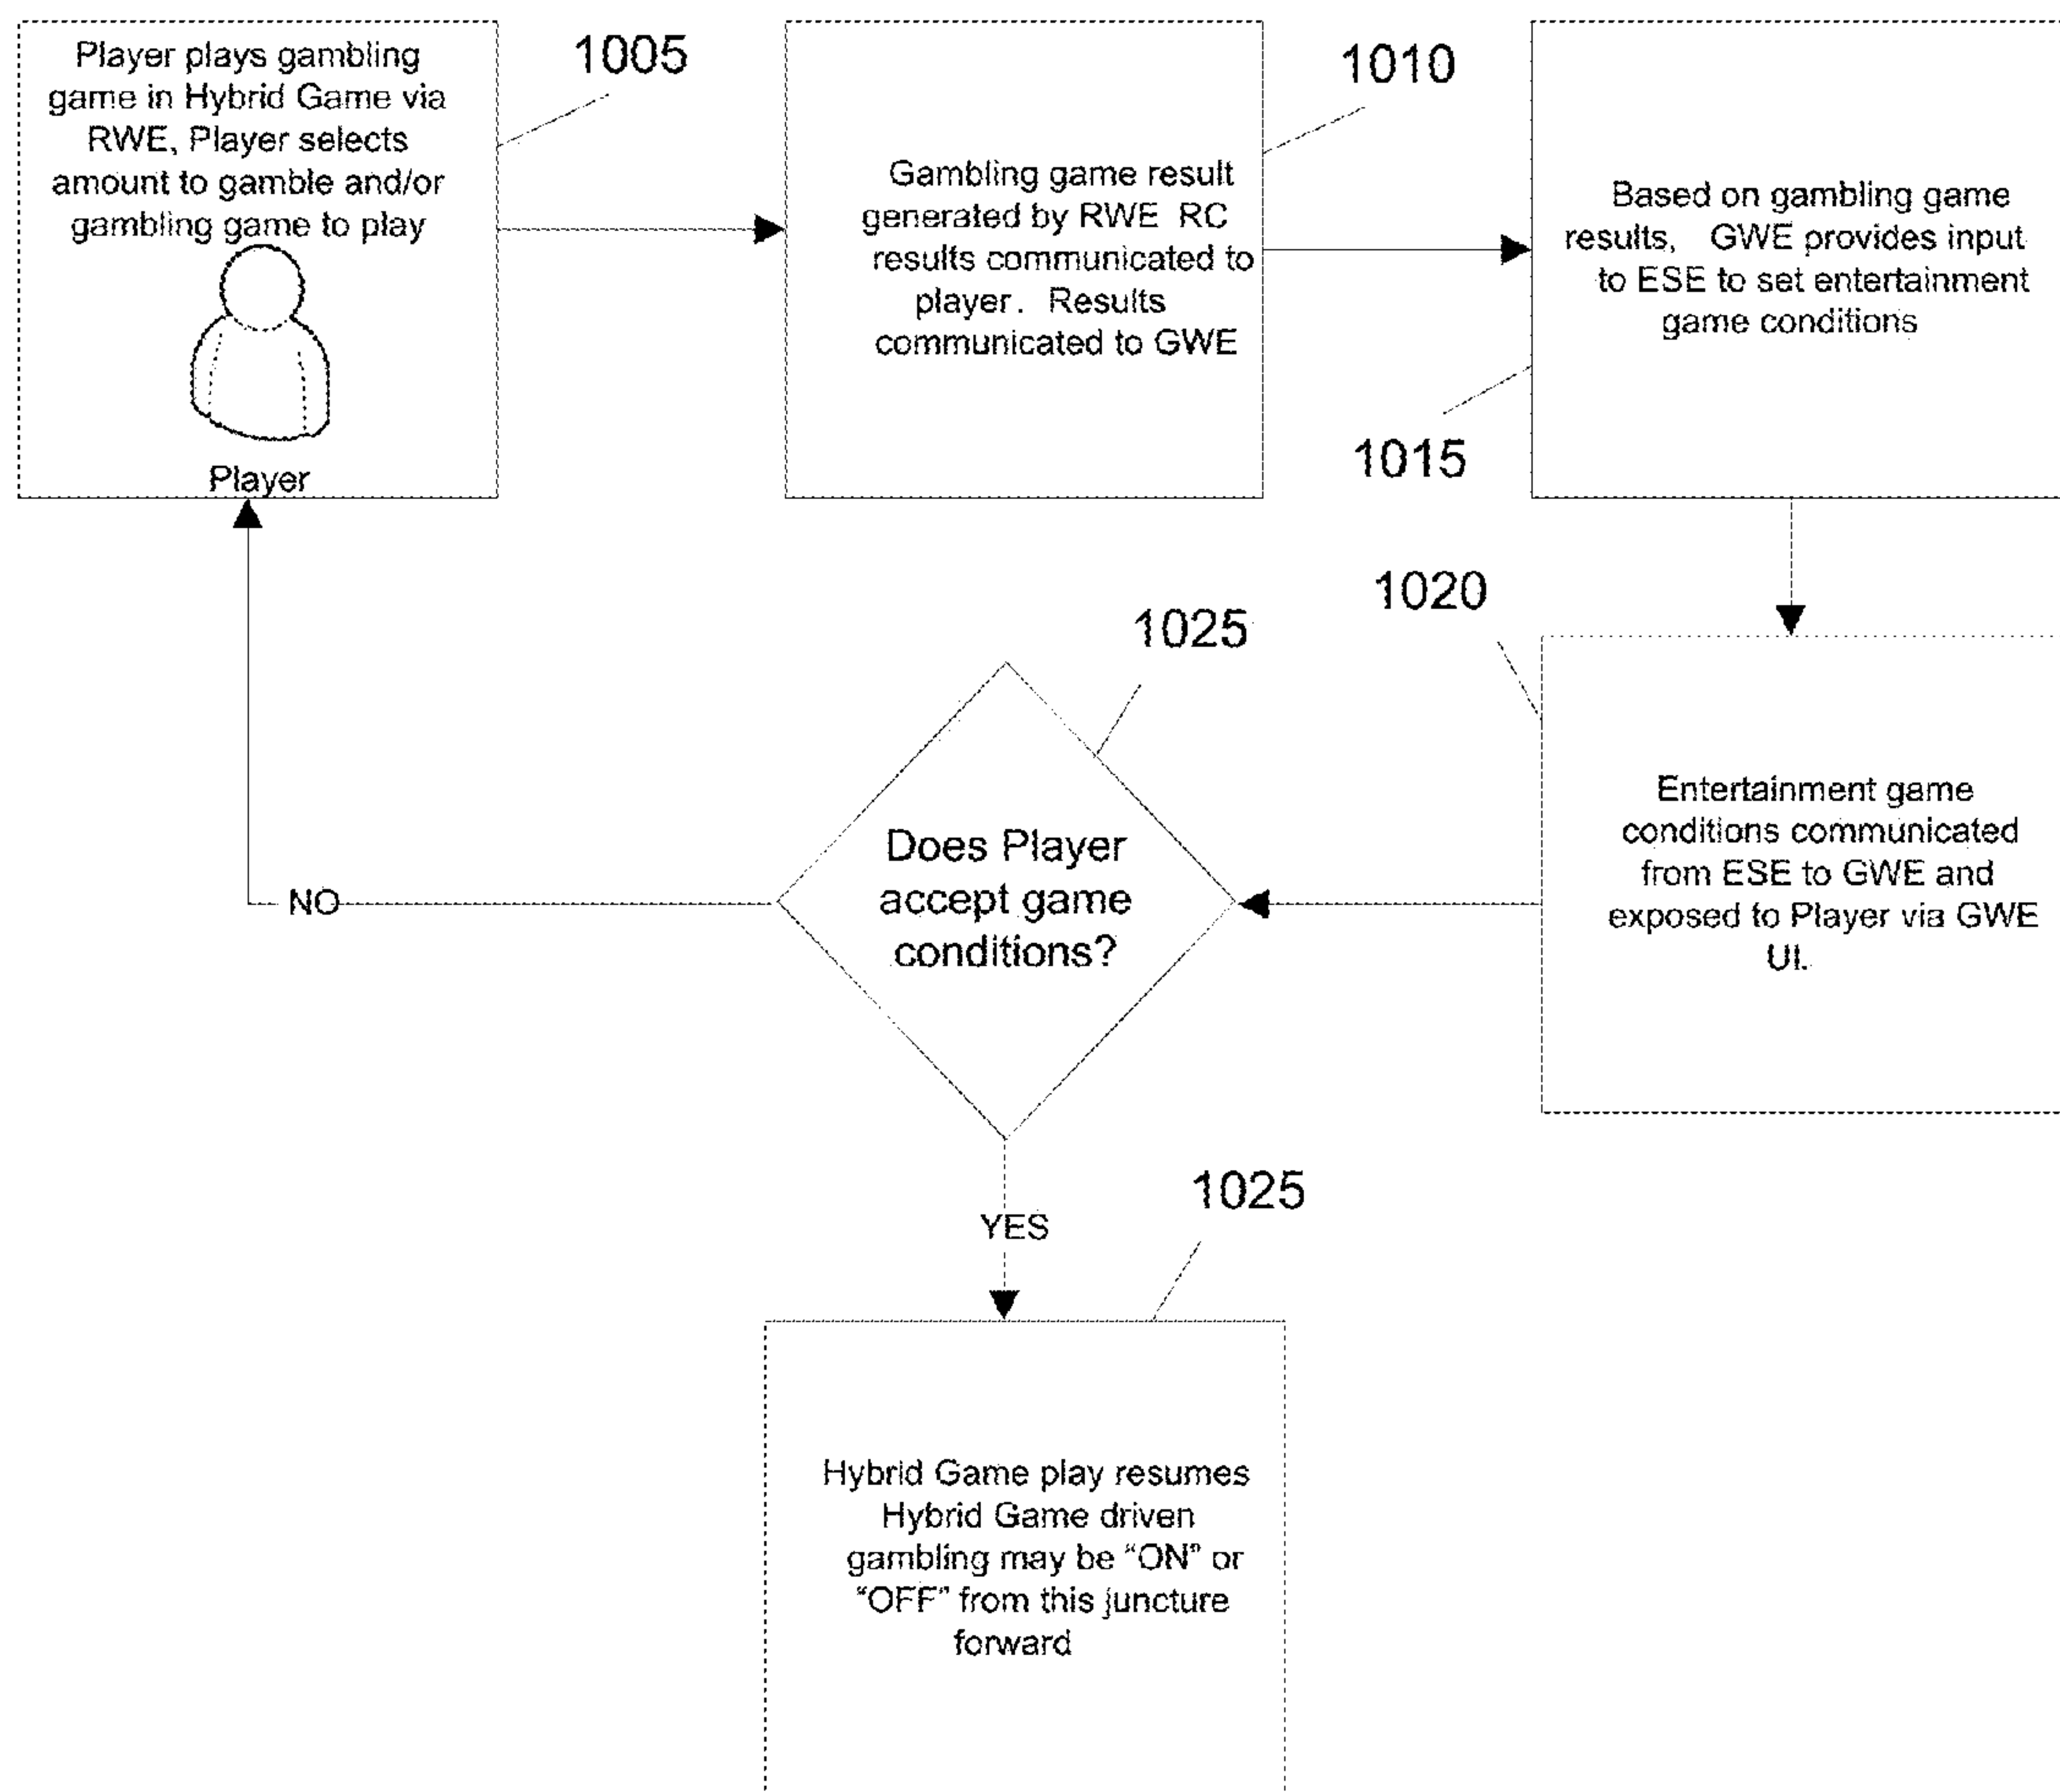 Player plays gambling
game in Hybrid Game via
RWE, Player selects
amount to gamble and/or
gambling game to play
Player
1005
Gambling game result
generated by RWE RC
results communicated to
player. Results
communicated to GWE
1010
Based on gambling game
results, GWE provides input
to ESE to set entertainment
game conditions
1015
1020
Entertainment game
conditions communicated
from ESE to GWE and
exposed to Player via GWE
UI.
1025
Does Player
accept game
conditions?
NO
YES
1025
Hybrid Game play resumes
Hybrid Game driven
gambling may be “ON” or
“OFF” from this juncture
forward